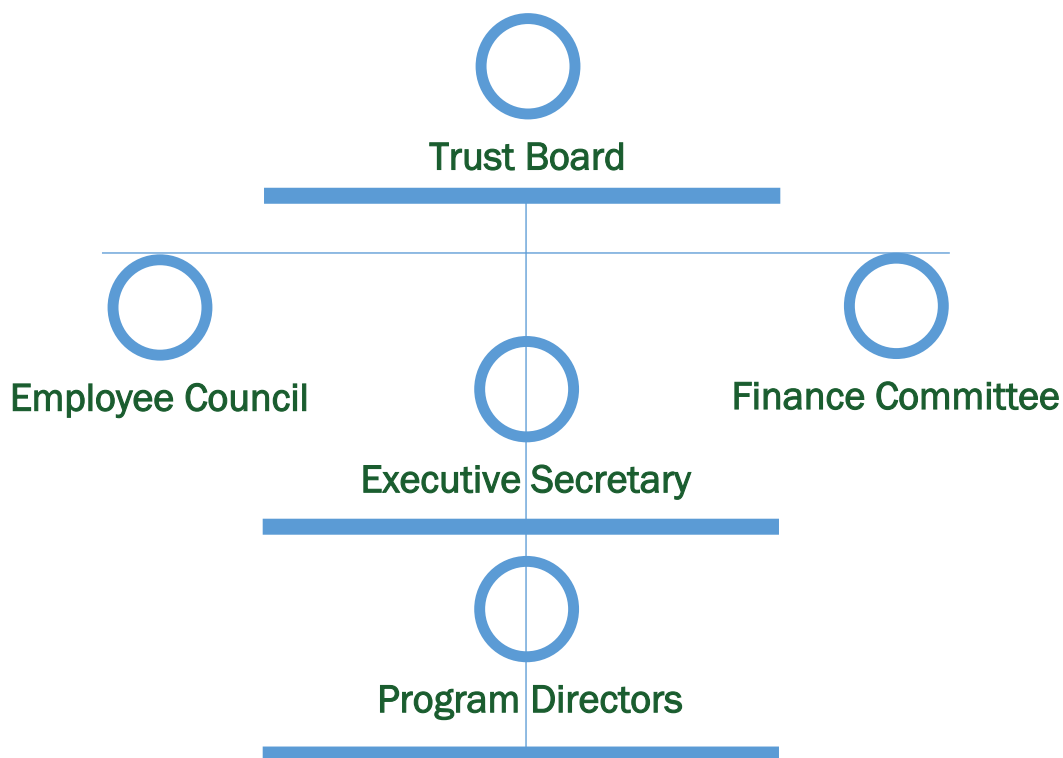 Trust Board
Employee Council
Finance Committee
Executive Secretary
Program Directors